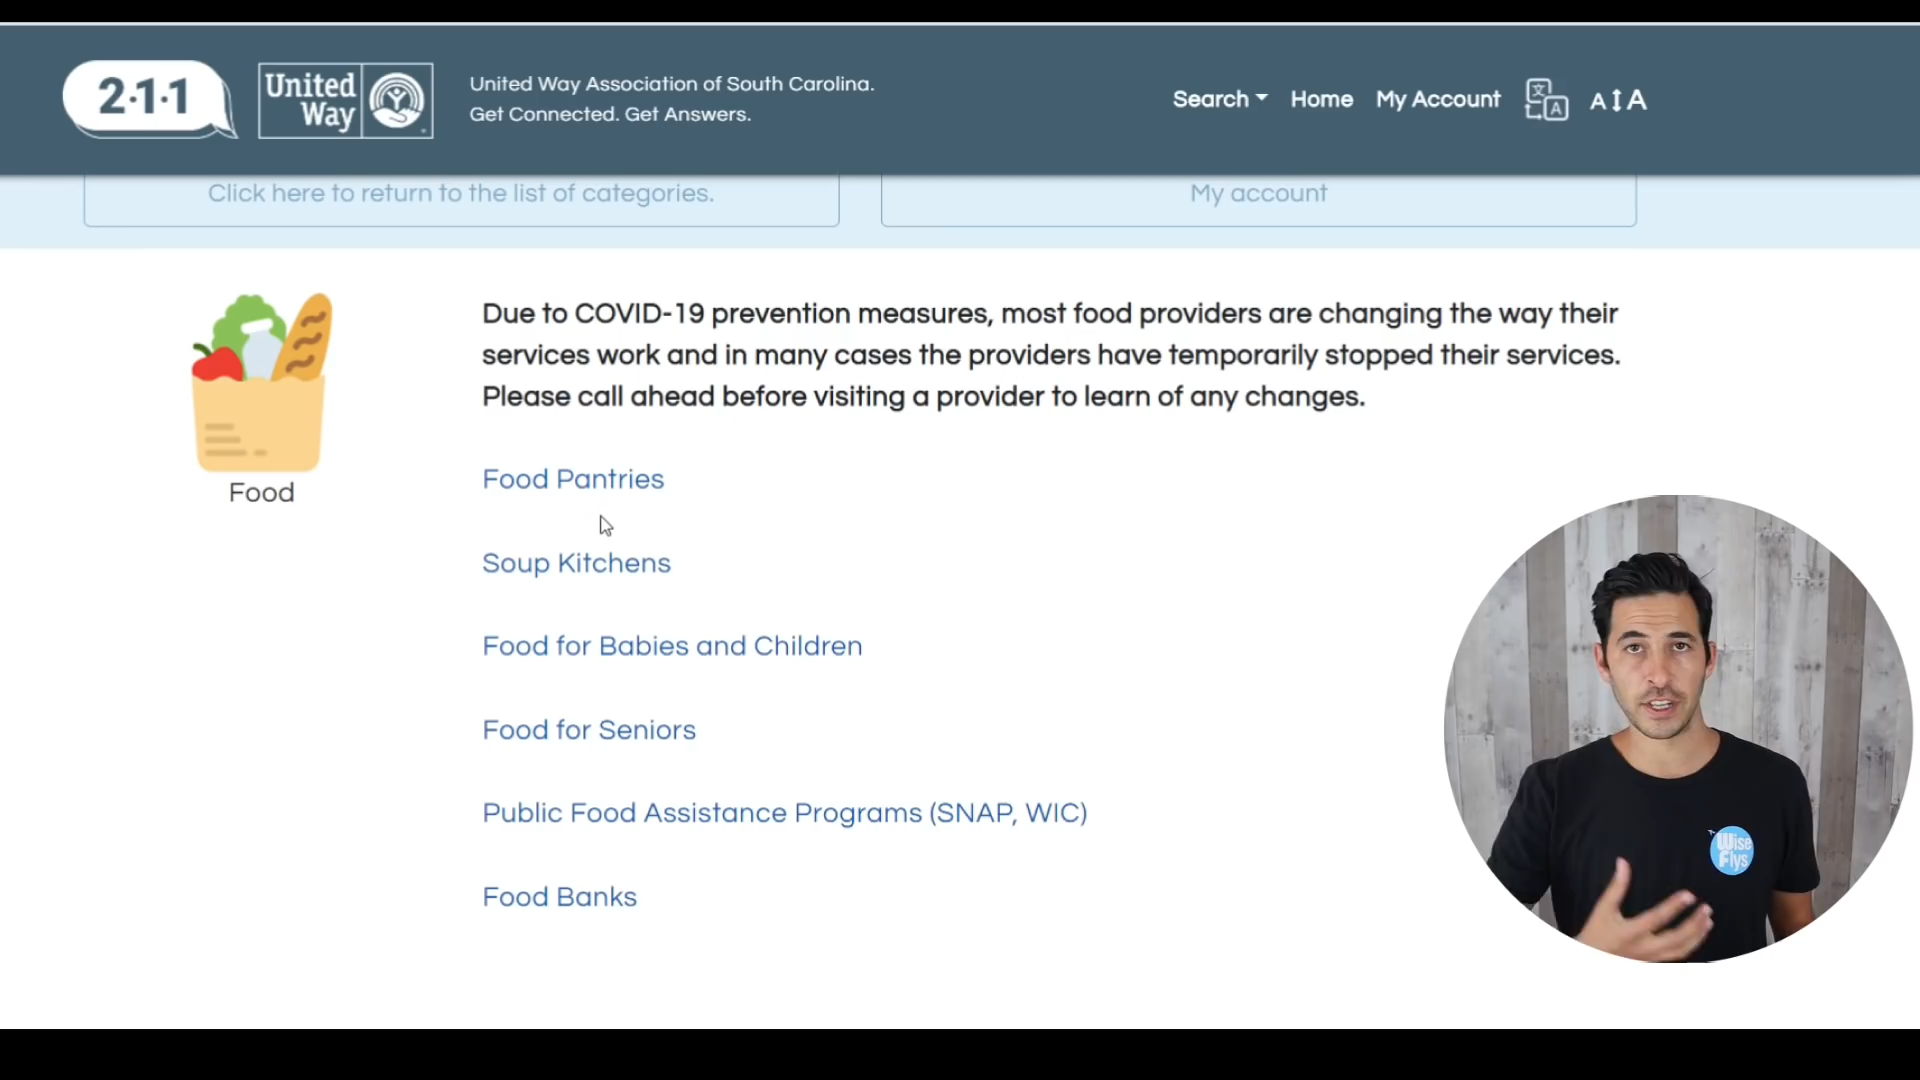 2·1·1
United Way
United Way Association of South Carolina.
Get Connected. Get Answers.
Search
Home
My Account
A A
Click here to return to the list of categories.
My account
Food
Due to COVID-19 prevention measures, most food providers are changing the way their
services work and in many cases the providers have temporarily stopped their services.
Please call ahead before visiting a provider to learn of any changes.
Food Pantries
Soup Kitchens
Food for Babies and Children
Food for Seniors
Public Food Assistance Programs (SNAP, WIC)
Food Banks
Wise
Flys